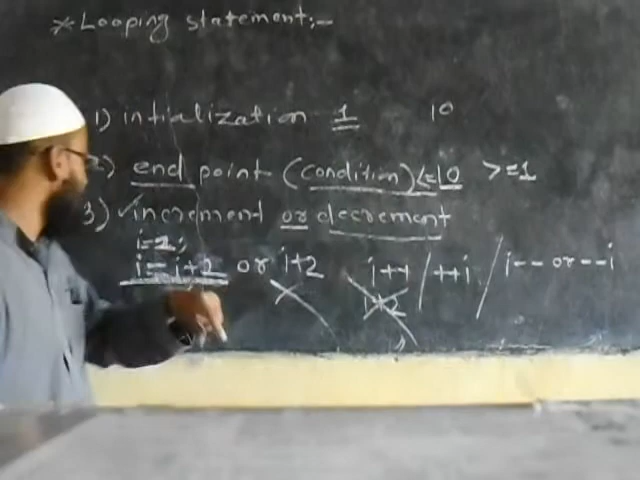 * Looping statement:-
1) intialization 1 10
2) end point (condition) <=10 >=1
3) ✓ increment or decrement
i=1;
i=i+2 or i+2 i++ / ++i / i-- or --i